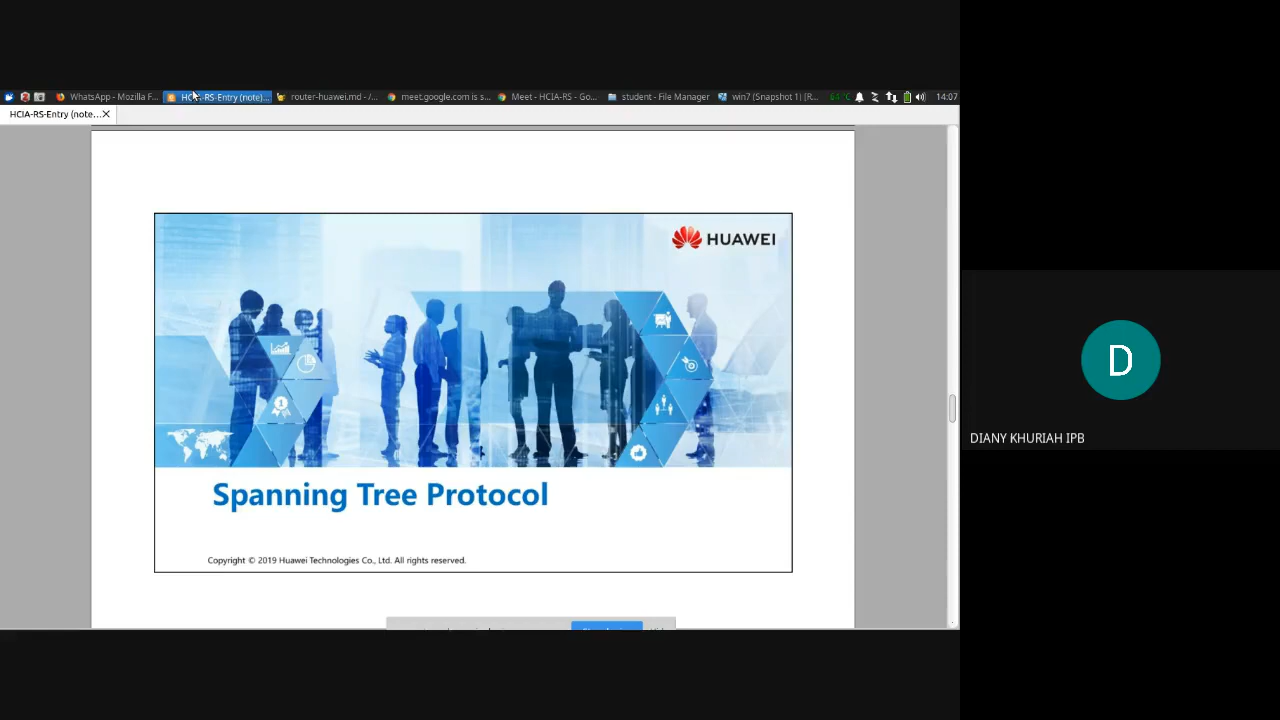 WhatsApp - Mozilla F...
HCIA-RS-Entry (note)...
router-huawei.md - /...
meet.google.com is s...
Meet - HCIA-RS - Go...
student - File Manager
win7 (Snapshot 1) [R...
64 °C
14:07
HCIA-RS-Entry (note...
HUAWEI
1
Spanning Tree Protocol
Copyright © 2019 Huawei Technologies Co., Ltd. All rights reserved.
D
DIANY KHURIAH IPB